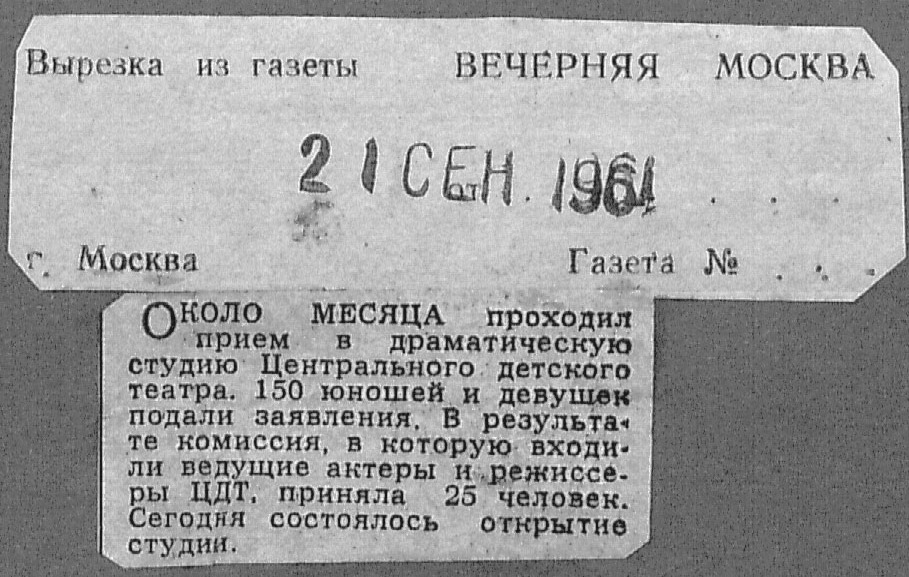 Вырезка из газеты ВЕЧЕРНЯЯ МОСКВА
от
21 СЕН. 1961 . . .
г. Москва Газета № . . .
ОКОЛО МЕСЯЦА проходил
прием в драматическую
студию Центрального детского
театра. 150 юношей и девушек
подали заявления. В результа-
те комиссия, в которую входи-
ли ведущие актеры и режиссе-
ры ЦДТ, приняла 25 человек.
Сегодня состоялось открытие
студии.